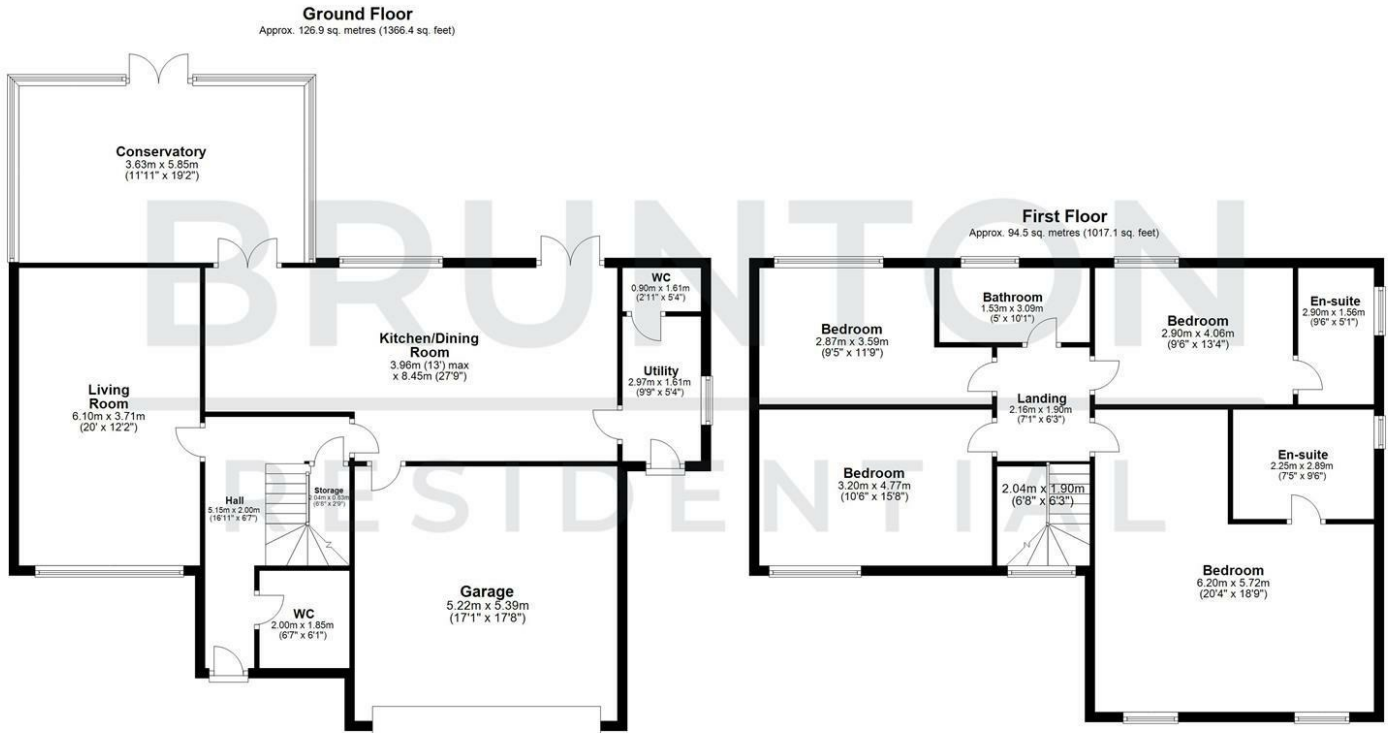 Ground Floor
Approx. 126.9 sq. metres (1366.4 sq. feet)
Conservatory
3.63m x 5.85m
(11'11" x 19'2")
BRUNTON
RESIDENTIAL
WC
0.90m x 1.61m
(2'11" x 5'4")
Kitchen/Dining
Room
3.96m (13') max
x 8.45m (27'9")
Utility
2.97m x 1.61m
(9'9" x 5'4")
Living
Room
6.10m x 3.71m
(20' x 12'2")
Storage
2.04m x 0.83m
(6'8" x 2'9")
Hall
5.15m x 2.00m
(16'11" x 6'7")
WC
2.00m x 1.85m
(6'7" x 6'1")
Garage
5.22m x 5.39m
(17'1" x 17'8")
First Floor
Approx. 94.5 sq. metres (1017.1 sq. feet)
Bedroom
2.87m x 3.59m
(9'5" x 11'9")
Bathroom
1.53m x 3.09m
(5' x 10'1")
Bedroom
2.90m x 4.06m
(9'6" x 13'4")
En-suite
2.90m x 1.56m
(9'6" x 5'1")
Landing
2.16m x 1.90m
(7'1" x 6'3")
Bedroom
3.20m x 4.77m
(10'6" x 15'8")
2.04m x 1.90m
(6'8" x 6'3")
En-suite
2.25m x 2.89m
(7'5" x 9'6")
Bedroom
6.20m x 5.72m
(20'4" x 18'9")